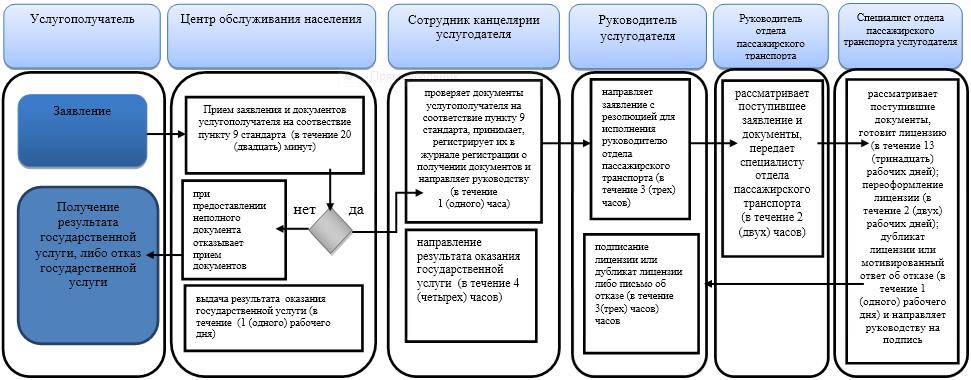 Услугополучатель
Центр обслуживания населения
Сотрудник канцелярии
услугодателя
Руководитель
услугодателя
Руководитель
отдела
пассажирского
транспорта
Специалист отдела
пассажирского
транспорта услугодателя
Заявление
Получение
результата
государственной
услуги, либо отказ
государственной
услуги
Прием заявления и документов
услугополучателя на соотвествие
пункту 9 стандарта (в течение 20
(двадцать) минут)
при
предоставлении
неполного
документа
отказывает
прием
документов
нет
да
выдача результата оказания
государственной услуги (в
течение (1 (одного) рабочего
дня)
проверяет документы
услугополучателя на
соответствие пункту 9
стандарта, принимает,
регистрирует их в
журнале регистрации о
получении документов и
направляет руководству
(в течение
1 (одного) часа)
направление
результата оказания
государственной
услуги (в течение 4
(четырех) часов)
направляет
заявление с
резолюцией для
исполнения
руководителю
отдела
пассажирского
транспорта (в
течение 3 (трех)
часов)
подписание
лицензии или
дубликат лицензии
либо письмо об
отказе (в течение
3(трех) часов)
часов
рассматривает
поступившее
заявление и
документы,
передает
специалисту
отдела
пассажирского
транспорта
(в течение 2
(двух) часов)
рассматривает
поступившие
документы,
готовит лицензию
(в течение 13
(тринадцать)
рабочих дней);
переоформление
лицензии (в
течение 2 (двух)
рабочих дней);
дубликат
лицензии или
мотивированный
ответ об отказе (в
течение 1
(одного) рабочего
дня) и направляет
руководству на
подпись